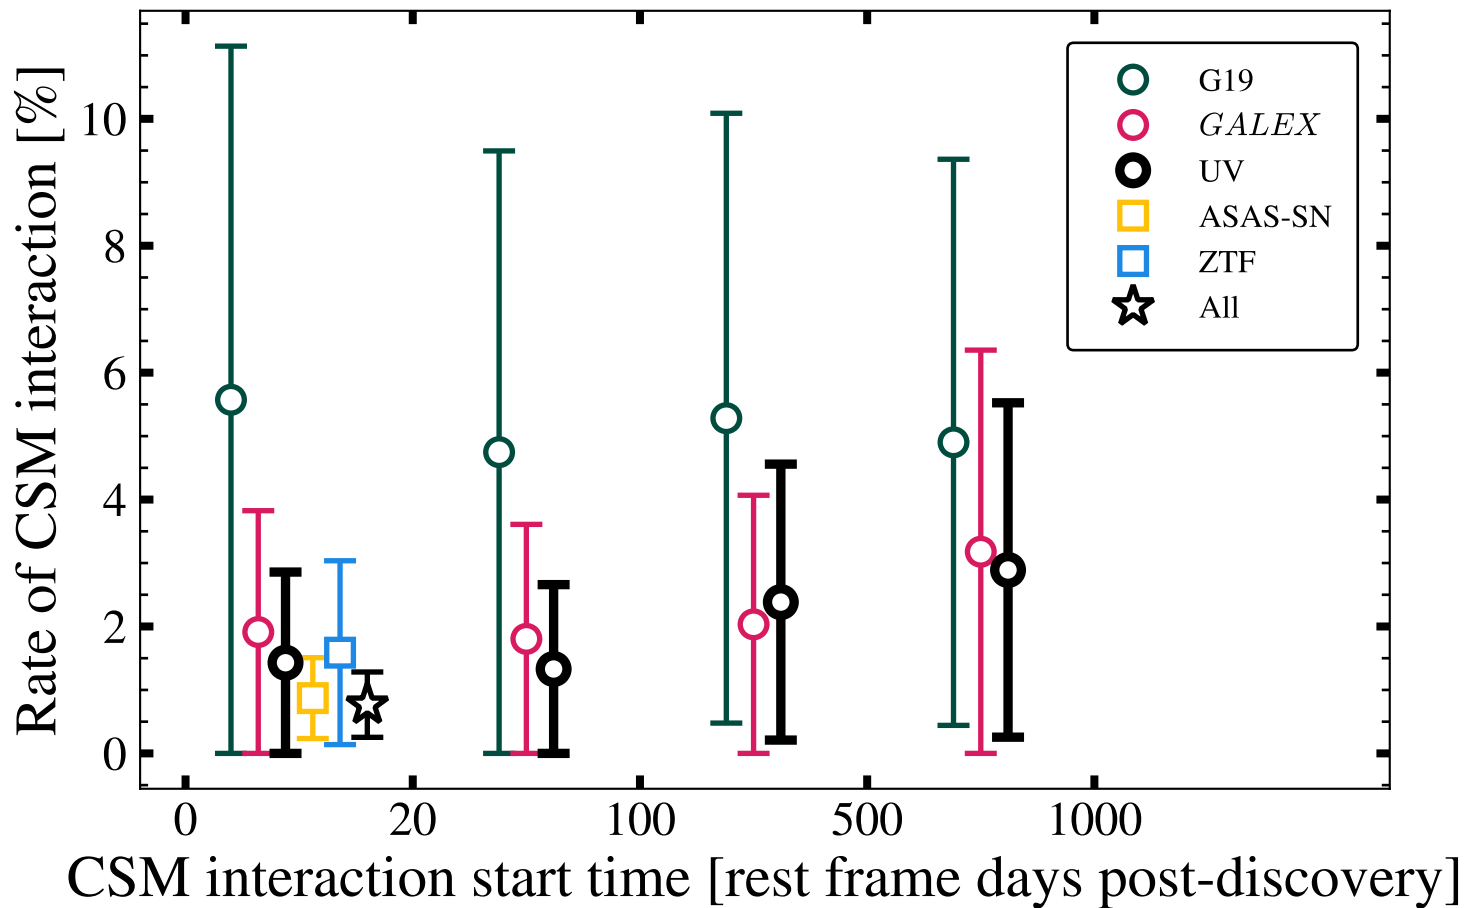 Rate of CSM interaction [%]
10
8
6
4
2
0
G19
GALEX
UV
ASAS-SN
ZTF
All
0 20 100 500 1000
CSM interaction start time [rest frame days post-discovery]